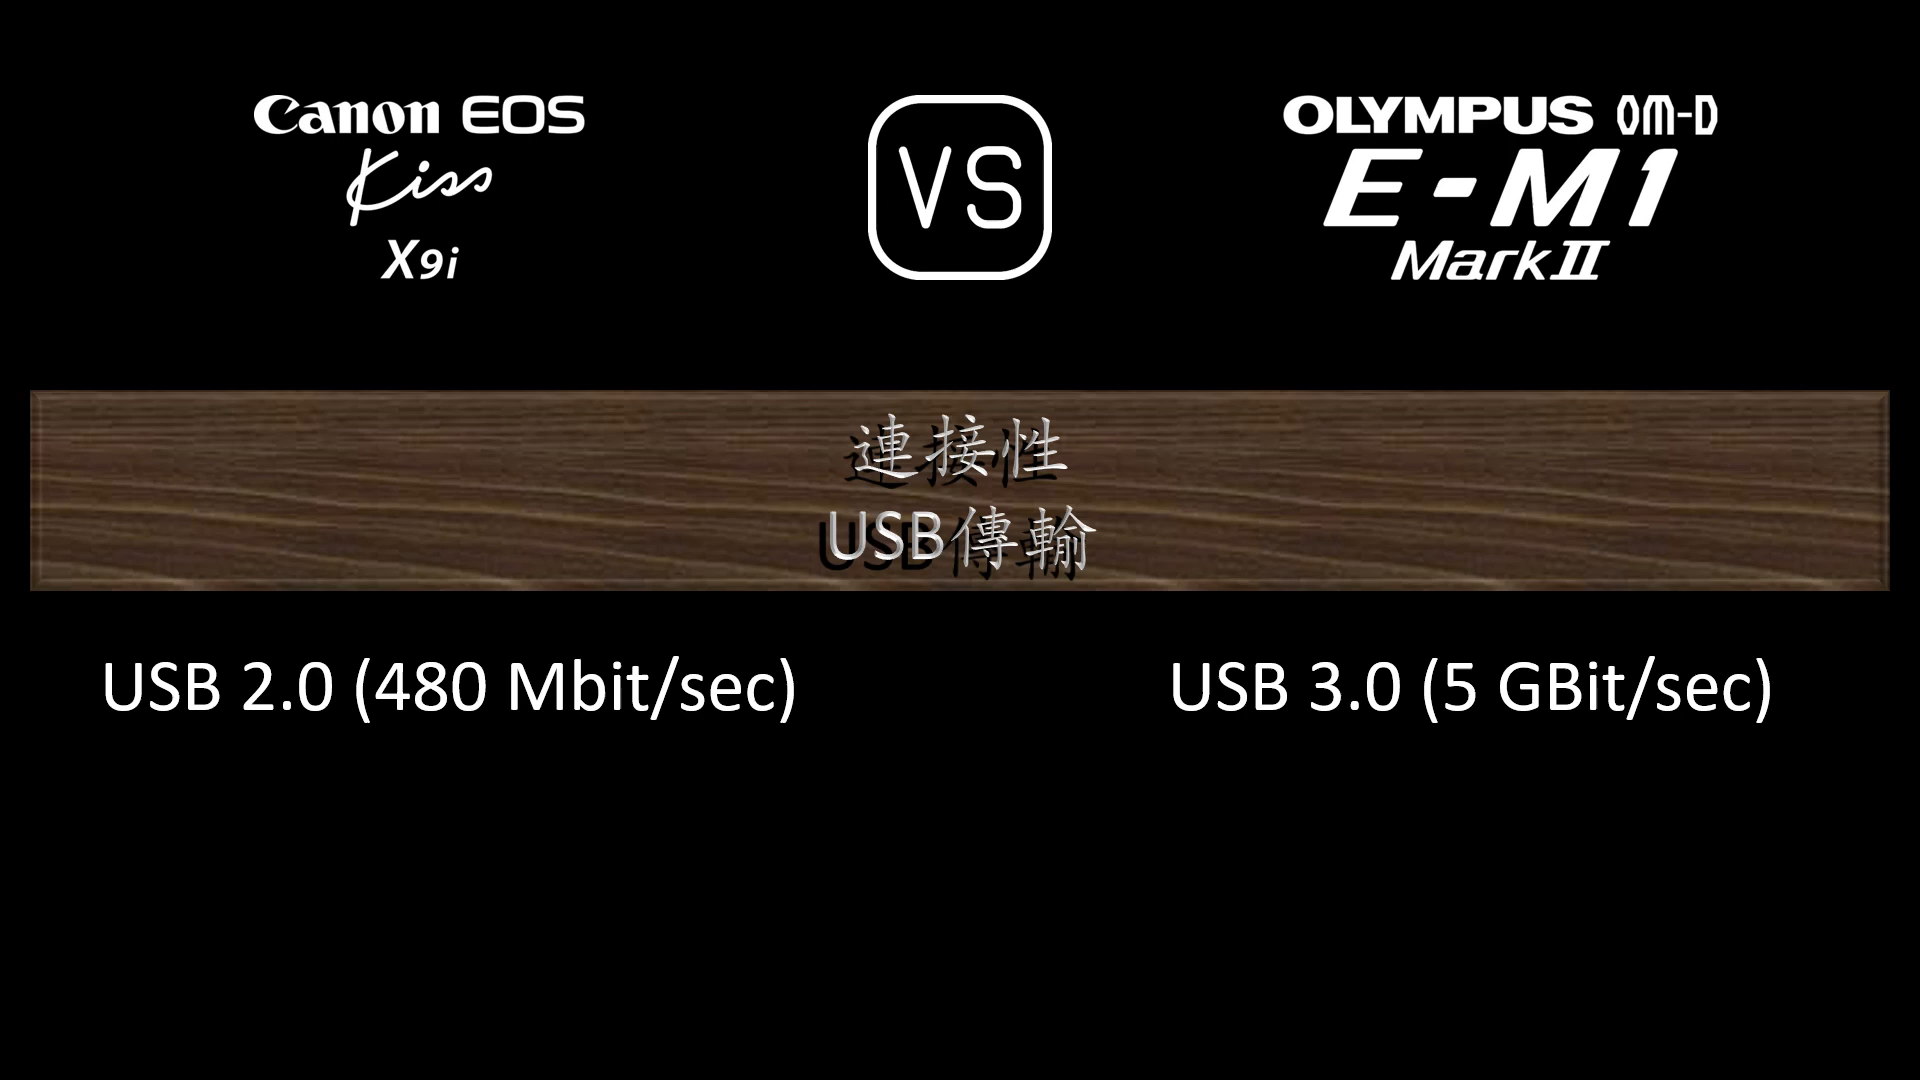 Canon EOS
Kiss
X9i
VS
OLYMPUS OM-D
E-M1
Mark II
連接性
USB傳輸
USB 2.0 (480 Mbit/sec)
USB 3.0 (5 GBit/sec)